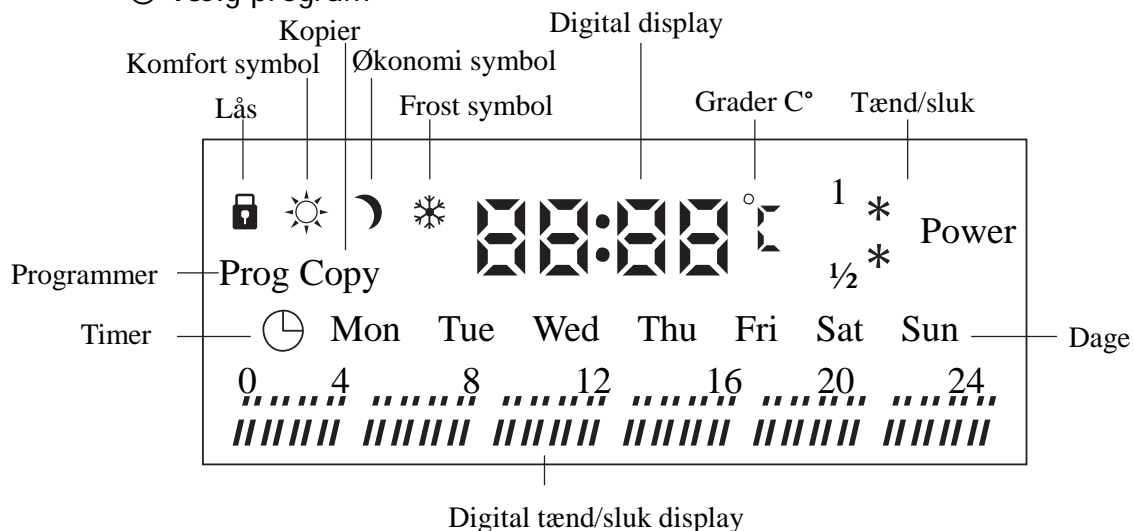 Vælg program
Kopier
Digital display
Komfort symbol
Økonomi symbol
Lås
Frost symbol
Grader C°
Tænd/sluk
88:88 °C
1 *
½ *
Power
Programmer
Prog Copy
Timer
Mon Tue Wed Thu Fri Sat Sun
Dage
0 4 8 12 16 20 24
Digital tænd/sluk display